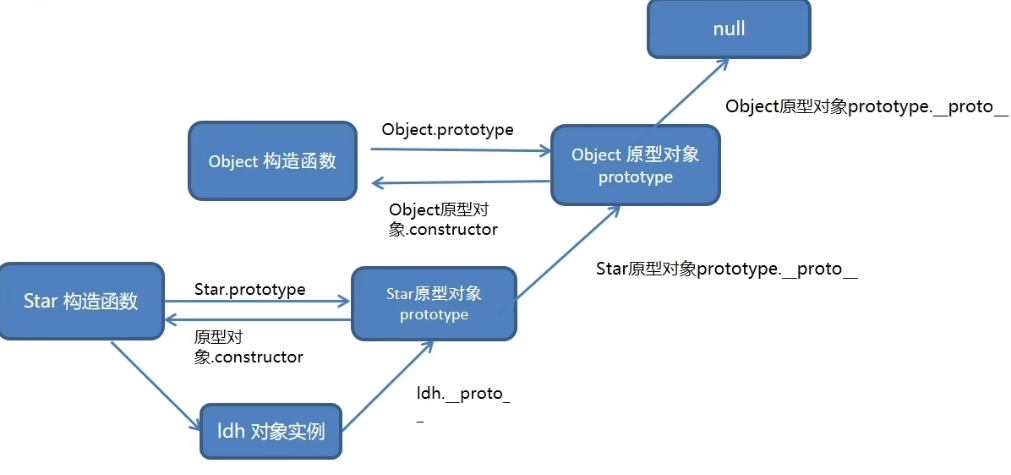 null
Object原型对象prototype.__proto__
Object.prototype
Object 构造函数
Object 原型对象
prototype
Object原型对
象.constructor
Star原型对象prototype.__proto__
Star 构造函数
Star.prototype
Star原型对象
prototype
原型对
象.constructor
ldh.__proto_
_
ldh 对象实例